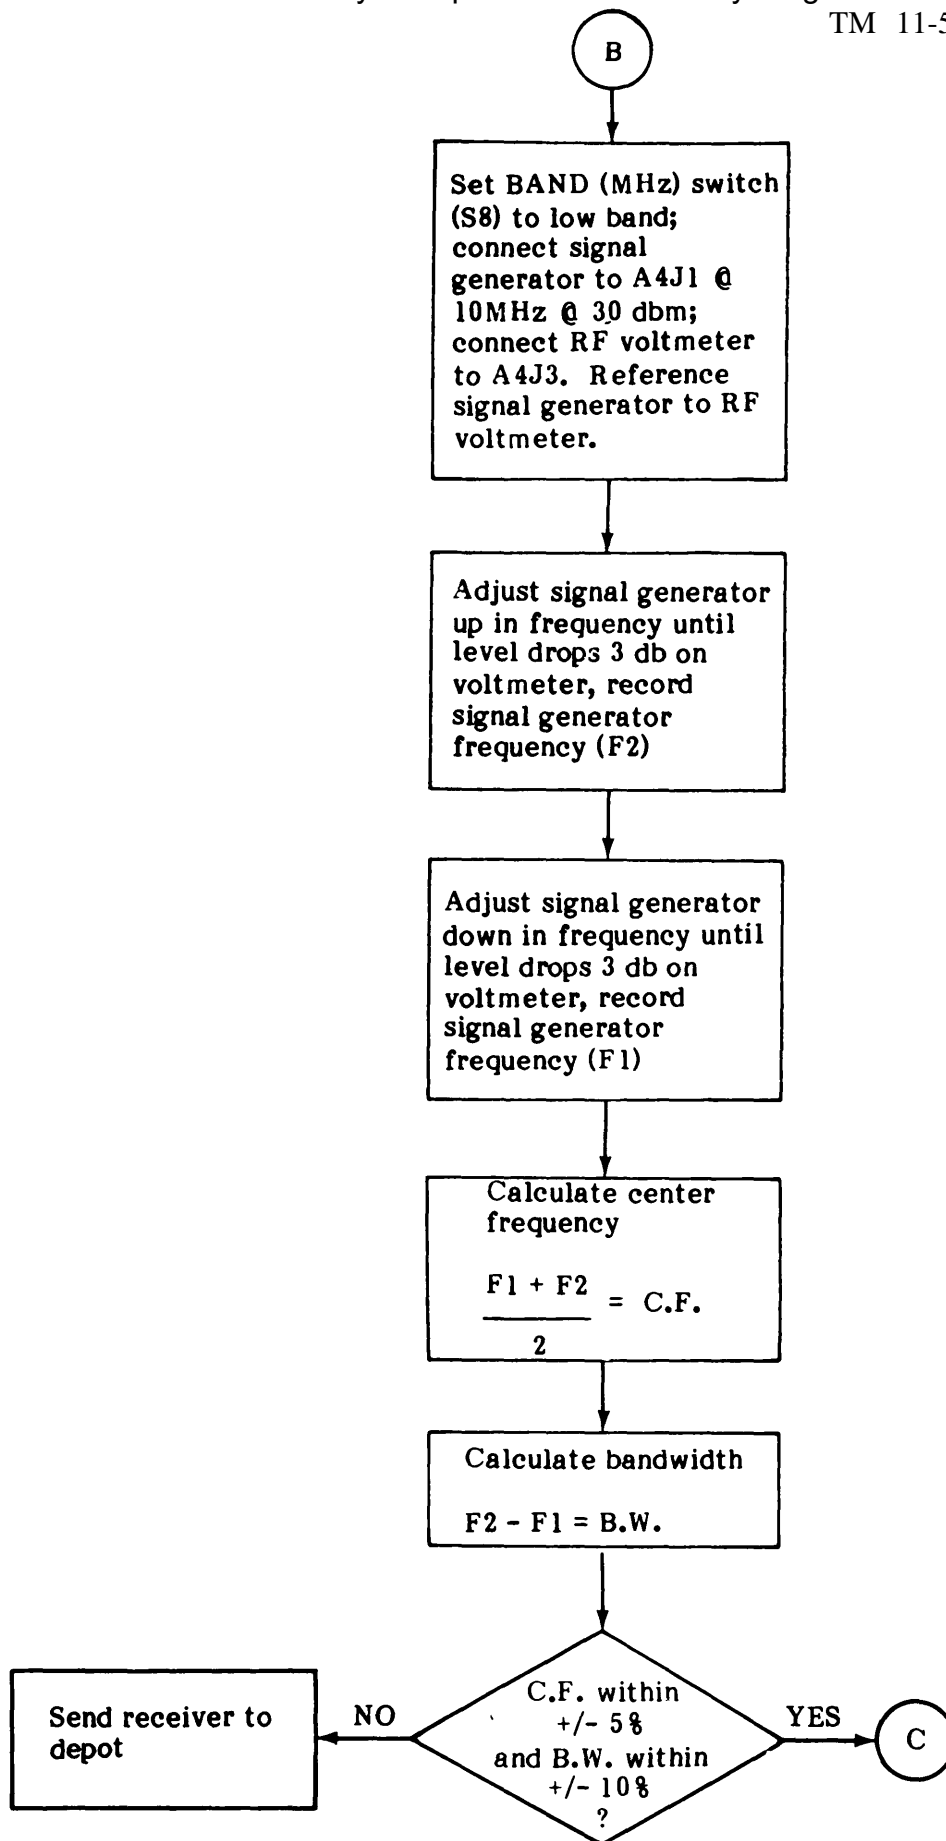 TM 11-5
B
Set BAND (MHz) switch
(S8) to low band;
connect signal
generator to A4J1 @
10MHz @ 30 dbm;
connect RF voltmeter
to A4J3. Reference
signal generator to RF
voltmeter.
Adjust signal generator
up in frequency until
level drops 3 db on
voltmeter, record
signal generator
frequency (F2)
Adjust signal generator
down in frequency until
level drops 3 db on
voltmeter, record
signal generator
frequency (F1)
Calculate center
frequency
F1 + F2
= C.F.
2
Calculate bandwidth
F2 - F1 = B.W.
C.F. within
+/- 5%
and B.W. within
+/- 10%
?
NO
YES
Send receiver to
depot
C